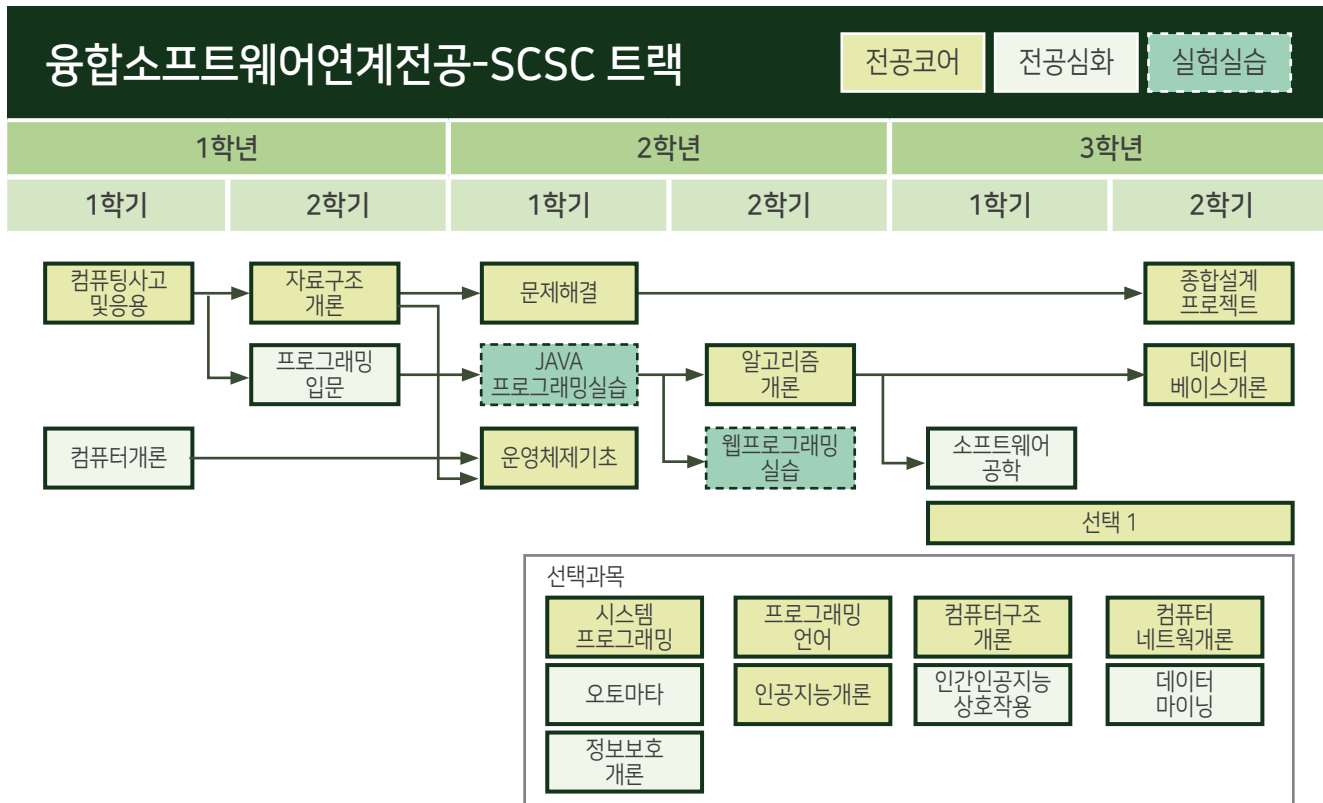 융합소프트웨어연계전공-SCSC 트랙
전공코어
전공심화
실험실습
1학년
2학년
3학년
1학기
2학기
1학기
2학기
1학기
2학기
컴퓨팅사고
및응용
자료구조
개론
문제해결
종합설계
프로젝트
프로그래밍
입문
JAVA
프로그래밍실습
알고리즘
개론
데이터
베이스개론
컴퓨터개론
운영체제기초
웹프로그래밍
실습
소프트웨어
공학
선택 1
선택과목
시스템
프로그래밍
프로그래밍
언어
컴퓨터구조
개론
컴퓨터
네트웍개론
오토마타
인공지능개론
인간인공지능
상호작용
데이터
마이닝
정보보호
개론